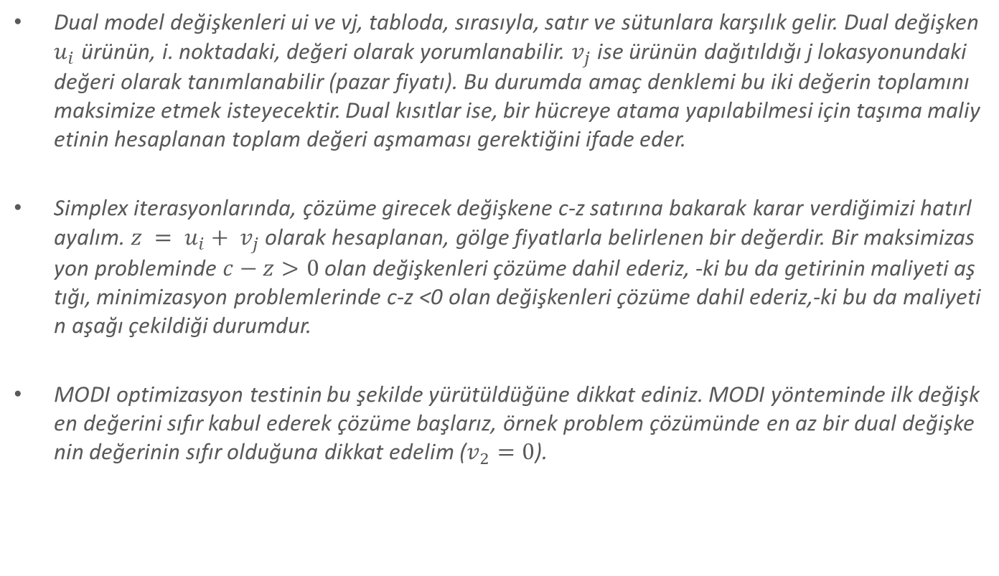 • Dual model değişkenleri ui ve vj, tabloda, sırasıyla, satır ve sütunlara karşılık gelir. Dual değişken
u_i ürünün, i. noktadaki, değeri olarak yorumlanabilir. v_j ise ürünün dağıtıldığı j lokasyonundaki
değeri olarak tanımlanabilir (pazar fiyatı). Bu durumda amaç denklemi bu iki değerin toplamını
maksimize etmek isteyecektir. Dual kısıtlar ise, bir hücreye atama yapılabilmesi için taşıma maliy
etinin hesaplanan toplam değeri aşmaması gerektiğini ifade eder.
• Simplex iterasyonlarında, çözüme girecek değişkene c-z satırına bakarak karar verdiğimizi hatırl
ayalım. z = u_i + v_j olarak hesaplanan, gölge fiyatlarla belirlenen bir değerdir. Bir maksimizas
yon probleminde c − z > 0 olan değişkenleri çözüme dahil ederiz, -ki bu da getirinin maliyeti aş
tığı, minimizasyon problemlerinde c-z <0 olan değişkenleri çözüme dahil ederiz,-ki bu da maliyeti
n aşağı çekildiği durumdur.
• MODI optimizasyon testinin bu şekilde yürütüldüğüne dikkat ediniz. MODI yönteminde ilk değişk
en değerini sıfır kabul ederek çözüme başlarız, örnek problem çözümünde en az bir dual değişke
nin değerinin sıfır olduğuna dikkat edelim (v_2 = 0).